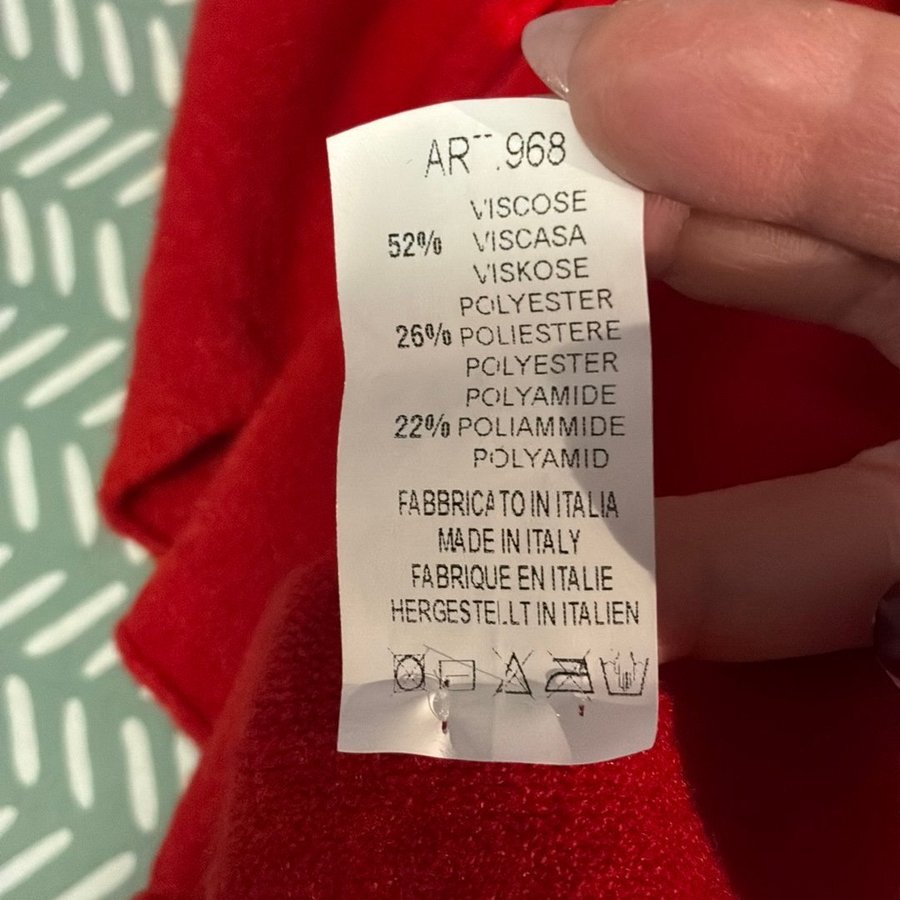 ART.968
VISCOSE
52% VISCASA
VISKOSE
POLYESTER
26% POLIESTERE
POLYESTER
POLYAMIDE
22% POLIAMMIDE
POLYAMID
FABBRICATO IN ITALIA
MADE IN ITALY
FABRIQUE EN ITALIE
HERGESTELLT IN ITALIEN